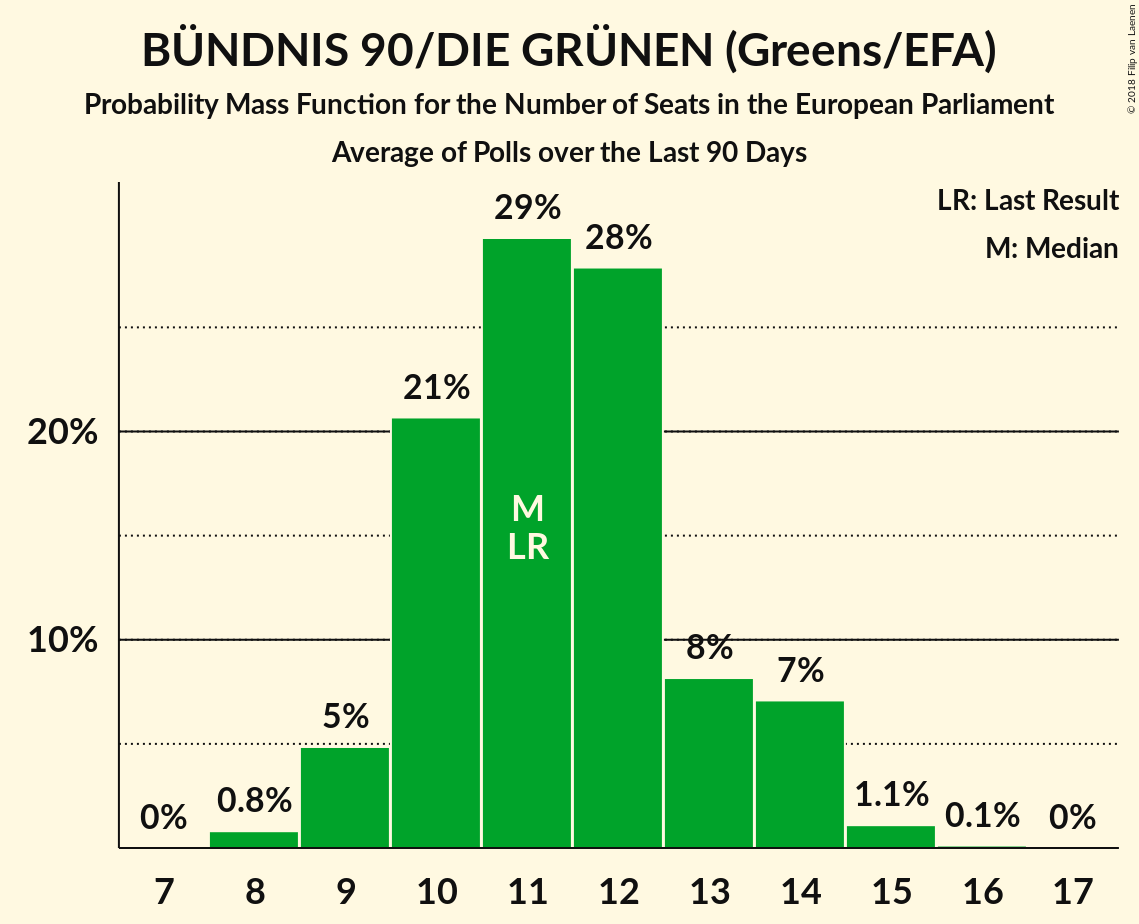 BÜNDNIS 90/DIE GRÜNEN (Greens/EFA)
Probability Mass Function for the Number of Seats in the European Parliament
Average of Polls over the Last 90 Days
© 2018 Filip van Laenen
LR: Last Result
M: Median
29%
28%
21%
20%
M
LR
10%
8%
7%
5%
0%
0.8%
1.1%
0.1%
0%
7 8 9 10 11 12 13 14 15 16 17